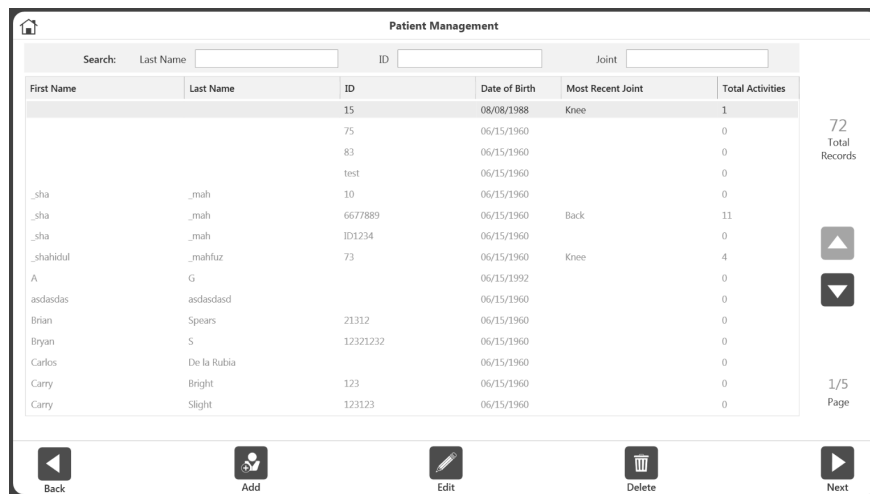 Patient Management
Search: Last Name ID Joint
First Name Last Name ID Date of Birth Most Recent Joint Total Activities
15 08/08/1988 Knee 1
75 06/15/1960 0
83 06/15/1960 0
test 06/15/1960 0
_sha _mah 10 06/15/1960 0
_sha _mah 6677889 06/15/1960 Back 11
_sha _mah ID1234 06/15/1960 0
_shahidul _mahfuz 73 06/15/1960 Knee 4
A G 06/15/1992 0
asdasdas asdasdasd 06/15/1960 0
Brian Spears 21312 06/15/1960 0
Bryan S 12321232 06/15/1960 0
Carlos De la Rubia 06/15/1960 0
Carry Bright 123 06/15/1960 0
Carry Slight 123123 06/15/1960 0
72
Total
Records
1/5
Page
Back Add Edit Delete Next